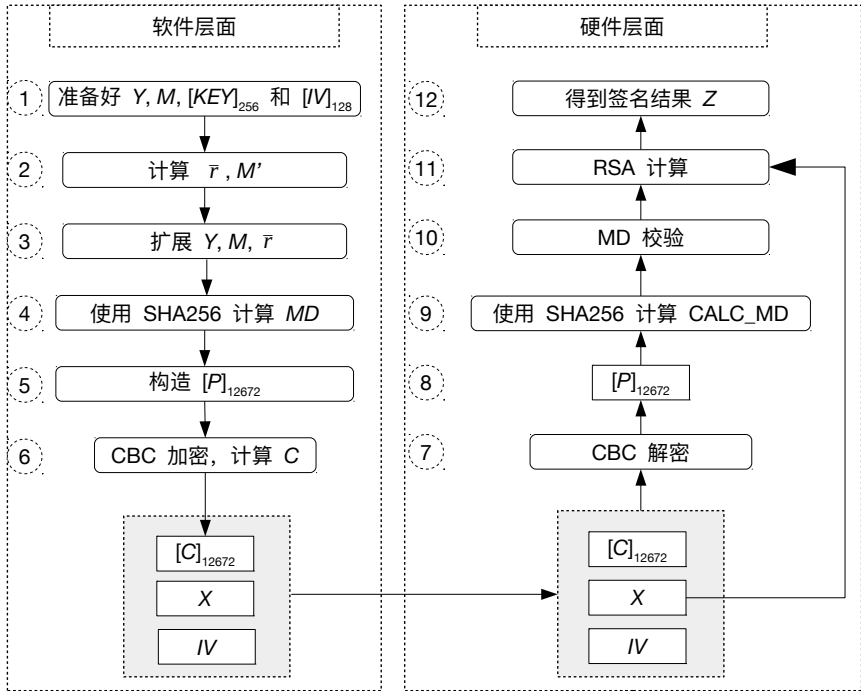 软件层面
① 准备好 Y, M, [KEY]₂₅₆ 和 [IV]₁₂₈
② 计算 r̄ , M’
③ 扩展 Y, M, r̄
④ 使用 SHA256 计算 MD
⑤ 构造 [P]₁₂₆₇₂
⑥ CBC 加密，计算 C
[C]₁₂₆₇₂
X
IV
硬件层面
⑫ 得到签名结果 Z
⑪ RSA 计算
⑩ MD 校验
⑨ 使用 SHA256 计算 CALC_MD
⑧ [P]₁₂₆₇₂
⑦ CBC 解密
[C]₁₂₆₇₂
X
IV